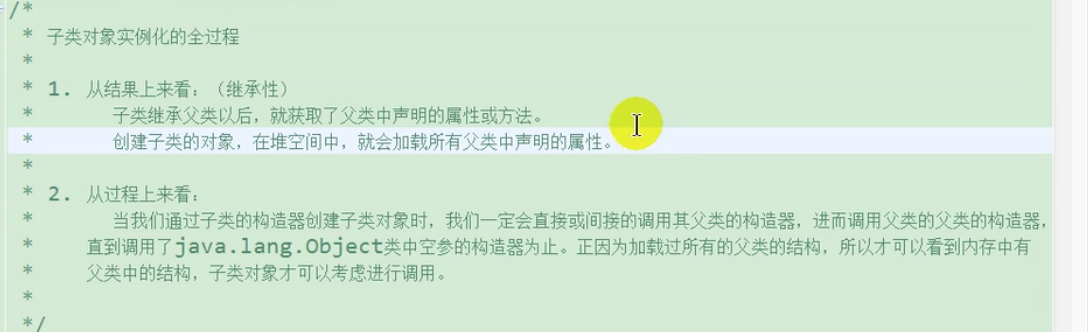 /*
* 子类对象实例化的全过程
*
* 1. 从结果上来看：（继承性）
* 子类继承父类以后，就获取了父类中声明的属性或方法。
* 创建子类的对象，在堆空间中，就会加载所有父类中声明的属性。
*
* 2. 从过程上来看：
* 当我们通过子类的构造器创建子类对象时，我们一定会直接或间接的调用其父类的构造器，进而调用父类的父类的构造器，
* 直到调用了java.lang.Object类中空参的构造器为止。正因为加载过所有的父类的结构，所以才可以看到内存中有
* 父类中的结构，子类对象才可以考虑进行调用。
*
*/